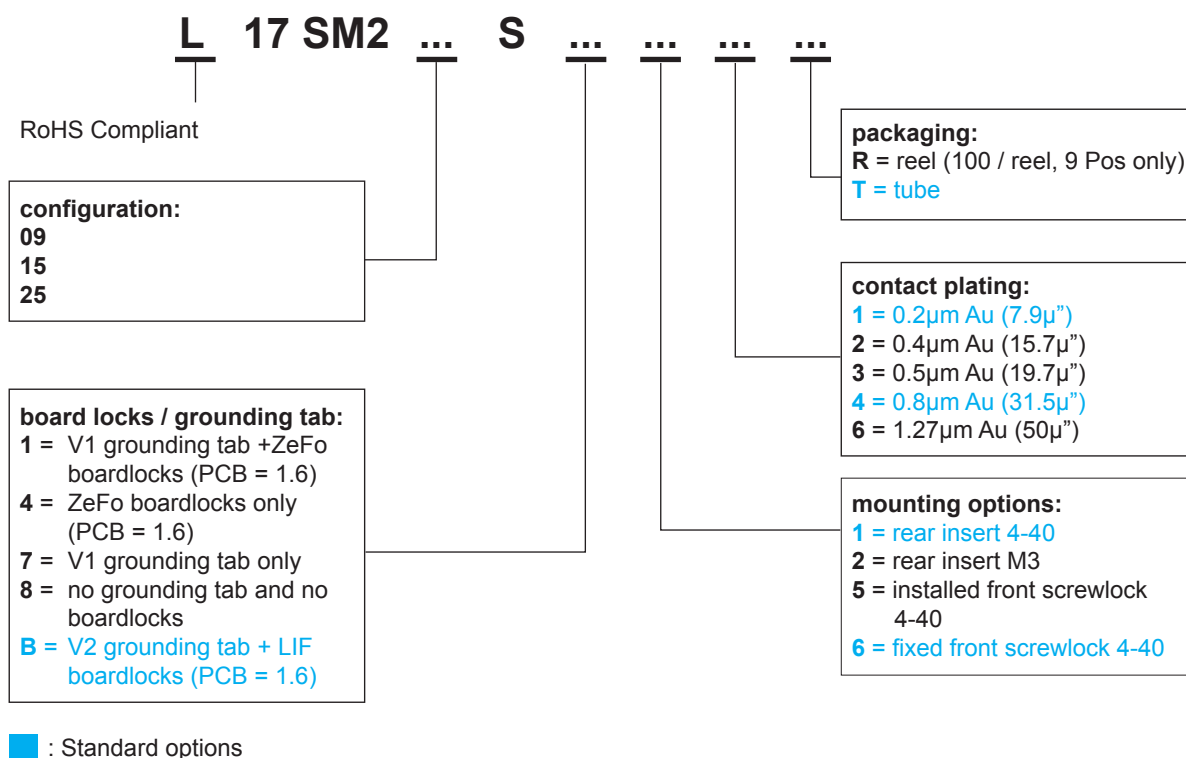 L 17 SM2 ... S ... ... ... ...
RoHS Compliant
configuration:
09
15
25
board locks / grounding tab:
1 = V1 grounding tab +ZeFo
boardlocks (PCB = 1.6)
4 = ZeFo boardlocks only
(PCB = 1.6)
7 = V1 grounding tab only
8 = no grounding tab and no
boardlocks
B = V2 grounding tab + LIF
boardlocks (PCB = 1.6)
packaging:
R = reel (100 / reel, 9 Pos only)
T = tube
contact plating:
1 = 0.2µm Au (7.9µ”)
2 = 0.4µm Au (15.7µ”)
3 = 0.5µm Au (19.7µ”)
4 = 0.8µm Au (31.5µ”)
6 = 1.27µm Au (50µ”)
mounting options:
1 = rear insert 4-40
2 = rear insert M3
5 = installed front screwlock
4-40
6 = fixed front screwlock 4-40
: Standard options